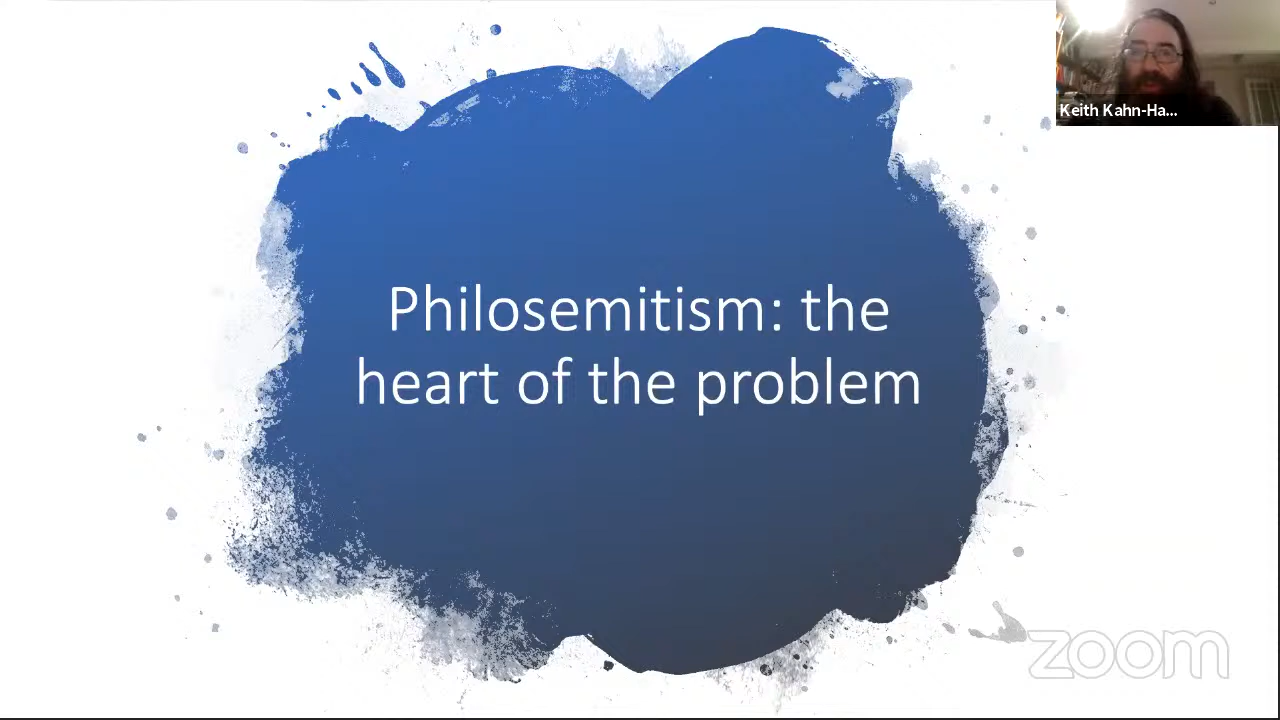 Keith Kahn-Ha...
Philosemitism: the
heart of the problem
zoom